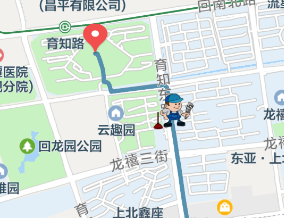 (昌平有限公司)
回南北路
育知路
医院
分院)
育知
云趣园
龙
回龙园公园
龙禧三街
东亚·上
雅园
上北鑫座